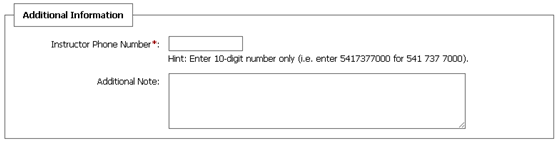 Additional Information
Instructor Phone Number*:
Hint: Enter 10-digit number only (i.e. enter 5417377000 for 541 737 7000).
Additional Note: